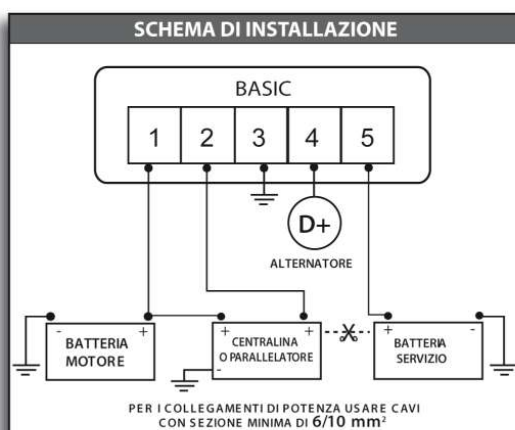 SCHEMA DI INSTALLAZIONE
BASIC
1 2 3 4 5
D+
ALTERNATORE
- +
BATTERIA
MOTORE
+ +
CENTRALINA
O PARALLELATORE
-
+ -
BATTERIA
SERVIZIO
PER I COLLEGAMENTI DI POTENZA USARE CAVI
CON SEZIONE MINIMA DI 6/10 mm²